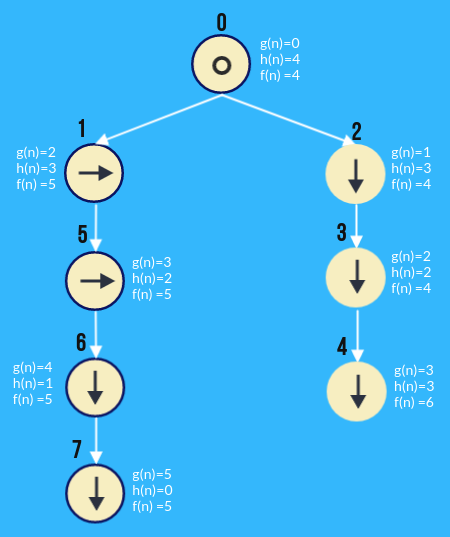 0
g(n)=0
h(n)=4
f(n)=4
1
g(n)=2
h(n)=3
f(n) =5
2
g(n)=1
h(n)=3
f(n) =4
5
g(n)=3
h(n)=2
f(n) =5
3
g(n)=2
h(n)=2
f(n) =4
6
g(n)=4
h(n)=1
f(n) =5
4
g(n)=3
h(n)=3
f(n) =6
7
g(n)=5
h(n)=0
f(n) =5